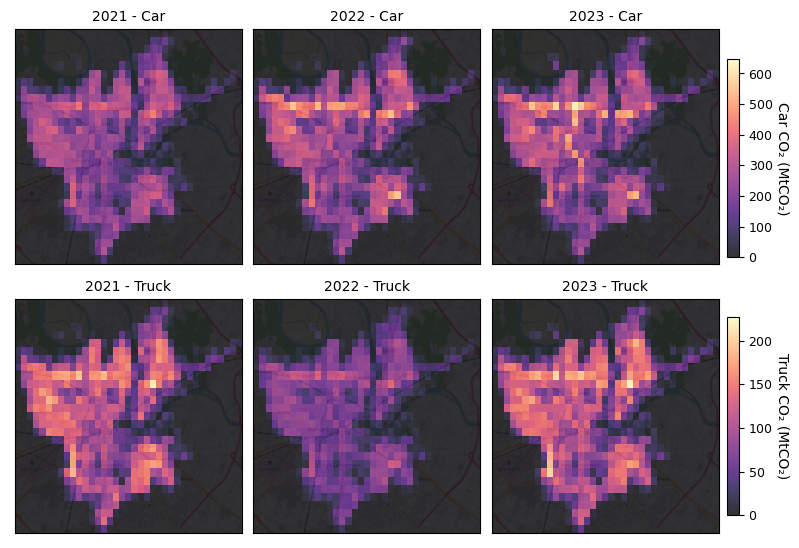 2021 - Car
2022 - Car
2023 - Car
600
500
400
300
200
100
0
Car CO₂ (MtCO₂)
2021 - Truck
2022 - Truck
2023 - Truck
200
150
100
50
0
Truck CO₂ (MtCO₂)